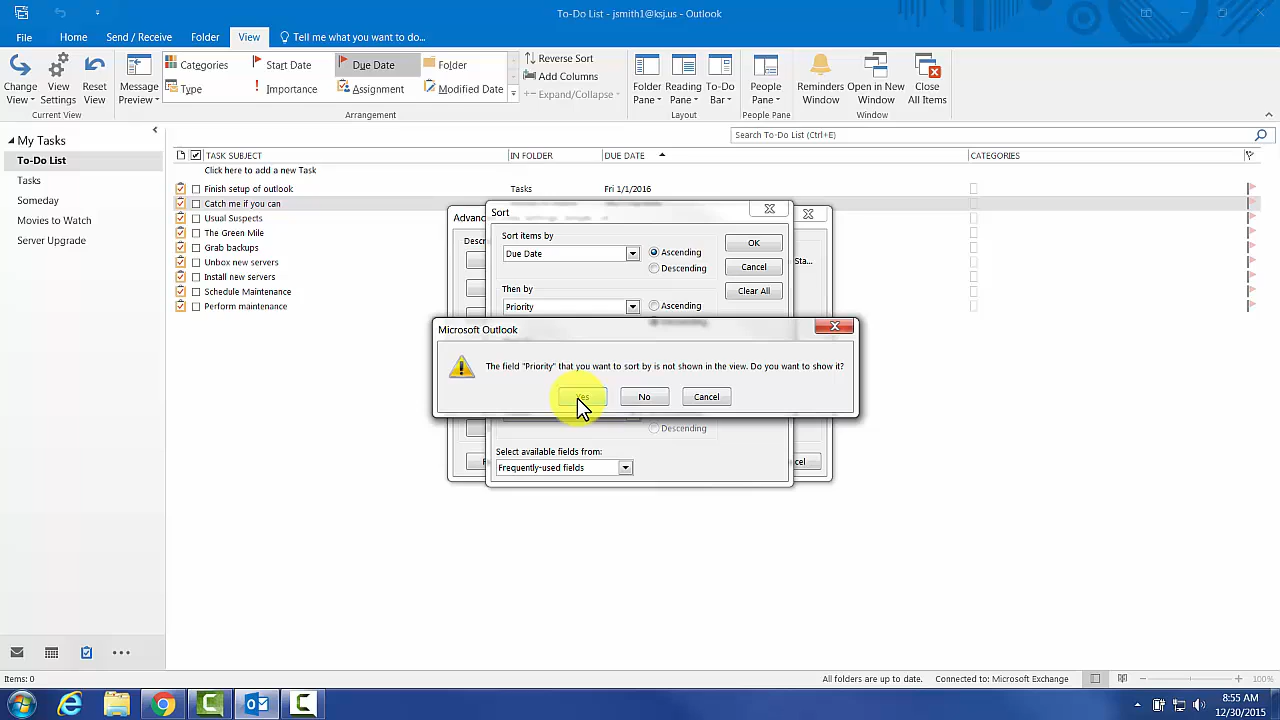 To-Do List - jsmith1@ksj.us - Outlook
File Home Send / Receive Folder View Tell me what you want to do...
Categories Start Date Due Date Folder Reverse Sort
Type Importance Assignment Modified Date Add Columns
Expand/Collapse
Change View View Settings Reset View Message Preview Folder Pane Reading Pane To-Do Bar People Pane Reminders Window Open in New Window Close All Items
Current View Arrangement Layout People Pane Window
My Tasks
To-Do List
Tasks
Someday
Movies to Watch
Server Upgrade
Search To-Do List (Ctrl+E)
TASK SUBJECT IN FOLDER DUE DATE CATEGORIES
Click here to add a new Task
Finish setup of outlook Tasks Fri 1/1/2016
Catch me if you can
Usual Suspects
The Green Mile
Grab backups
Unbox new servers
Install new servers
Schedule Maintenance
Perform maintenance
Sort
Sort items by
Due Date Ascending OK
Descending Cancel
Then by Clear All
Priority Ascending
Microsoft Outlook
The field "Priority" that you want to sort by is not shown in the view. Do you want to show it?
Yes No Cancel
Descending
Select available fields from:
Frequently-used fields
Items: 0 All folders are up to date. Connected to: Microsoft Exchange 100%
8:55 AM
12/30/2015